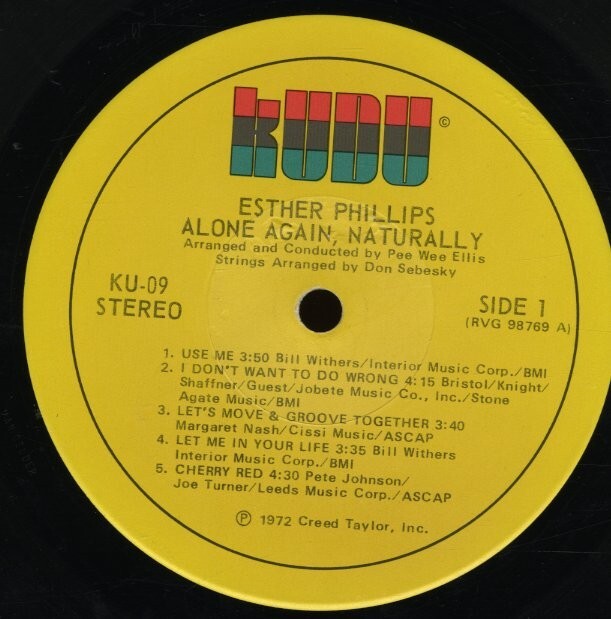 KUDU ©
ESTHER PHILLIPS
ALONE AGAIN, NATURALLY
Arranged and Conducted by Pee Wee Ellis
Strings Arranged by Don Sebesky
KU-09
STEREO
SIDE 1
(RVG 98769 A)
1. USE ME 3:50 Bill Withers/Interior Music Corp./BMI
2. I DON'T WANT TO DO WRONG 4:15 Bristol/Knight/
Shaffner/Guest/Jobete Music Co., Inc./Stone
Agate Music/BMI
3. LET'S MOVE & GROOVE TOGETHER 3:40
Margaret Nash/Cissi Music/ASCAP
4. LET ME IN YOUR LIFE 3:35 Bill Withers
Interior Music Corp./BMI
5. CHERRY RED 4:30 Pete Johnson/
Joe Turner/Leeds Music Corp./ASCAP
℗ 1972 Creed Taylor, Inc.